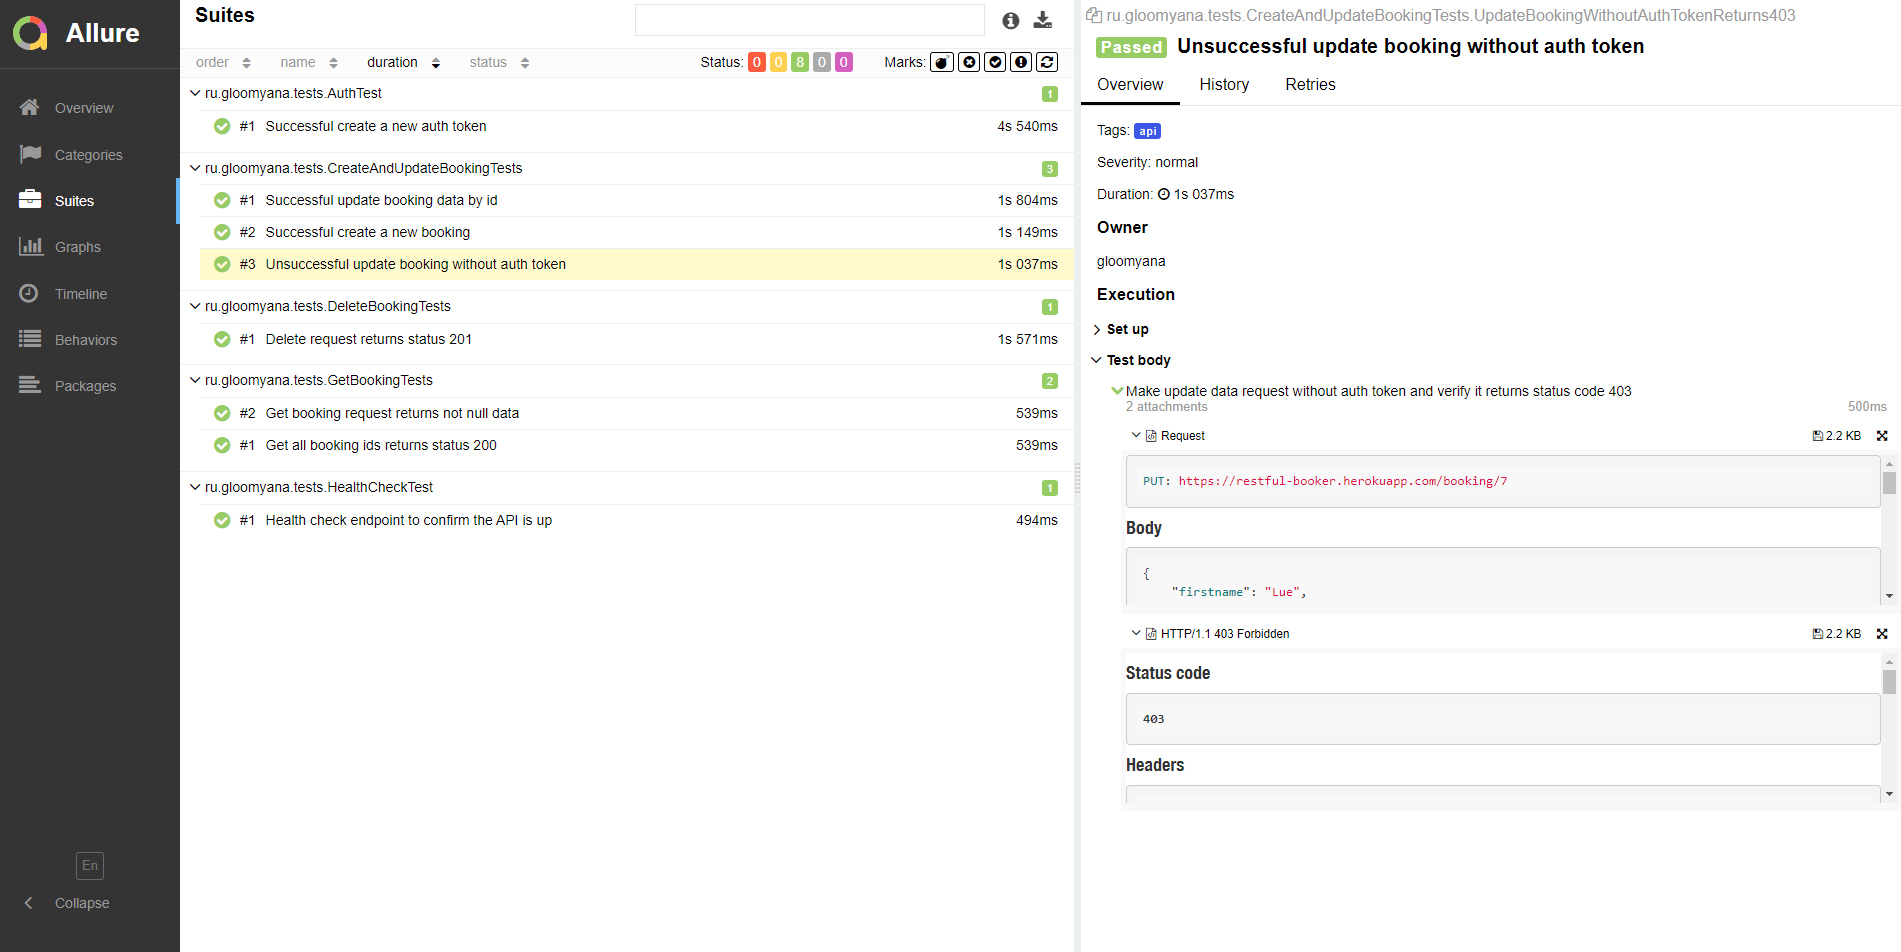 Allure
Overview
Categories
Suites
Graphs
Timeline
Behaviors
Packages
En
Collapse
Suites
order name duration status Status: 0 0 8 0 0 Marks:
ru.gloomyana.tests.AuthTest 1
#1 Successful create a new auth token 4s 540ms
ru.gloomyana.tests.CreateAndUpdateBookingTests 3
#1 Successful update booking data by id 1s 804ms
#2 Successful create a new booking 1s 149ms
#3 Unsuccessful update booking without auth token 1s 037ms
ru.gloomyana.tests.DeleteBookingTests 1
#1 Delete request returns status 201 1s 571ms
ru.gloomyana.tests.GetBookingTests 2
#2 Get booking request returns not null data 539ms
#1 Get all booking ids returns status 200 539ms
ru.gloomyana.tests.HealthCheckTest 1
#1 Health check endpoint to confirm the API is up 494ms
ru.gloomyana.tests.CreateAndUpdateBookingTests.UpdateBookingWithoutAuthTokenReturns403
Passed Unsuccessful update booking without auth token
Overview History Retries
Tags: api
Severity: normal
Duration: 1s 037ms
Owner
gloomyana
Execution
Set up
Test body
Make update data request without auth token and verify it returns status code 403
2 attachments 500ms
Request 2.2 KB
PUT: https://restful-booker.herokuapp.com/booking/7
Body
{
"firstname": "Lue",
HTTP/1.1 403 Forbidden 2.2 KB
Status code
403
Headers